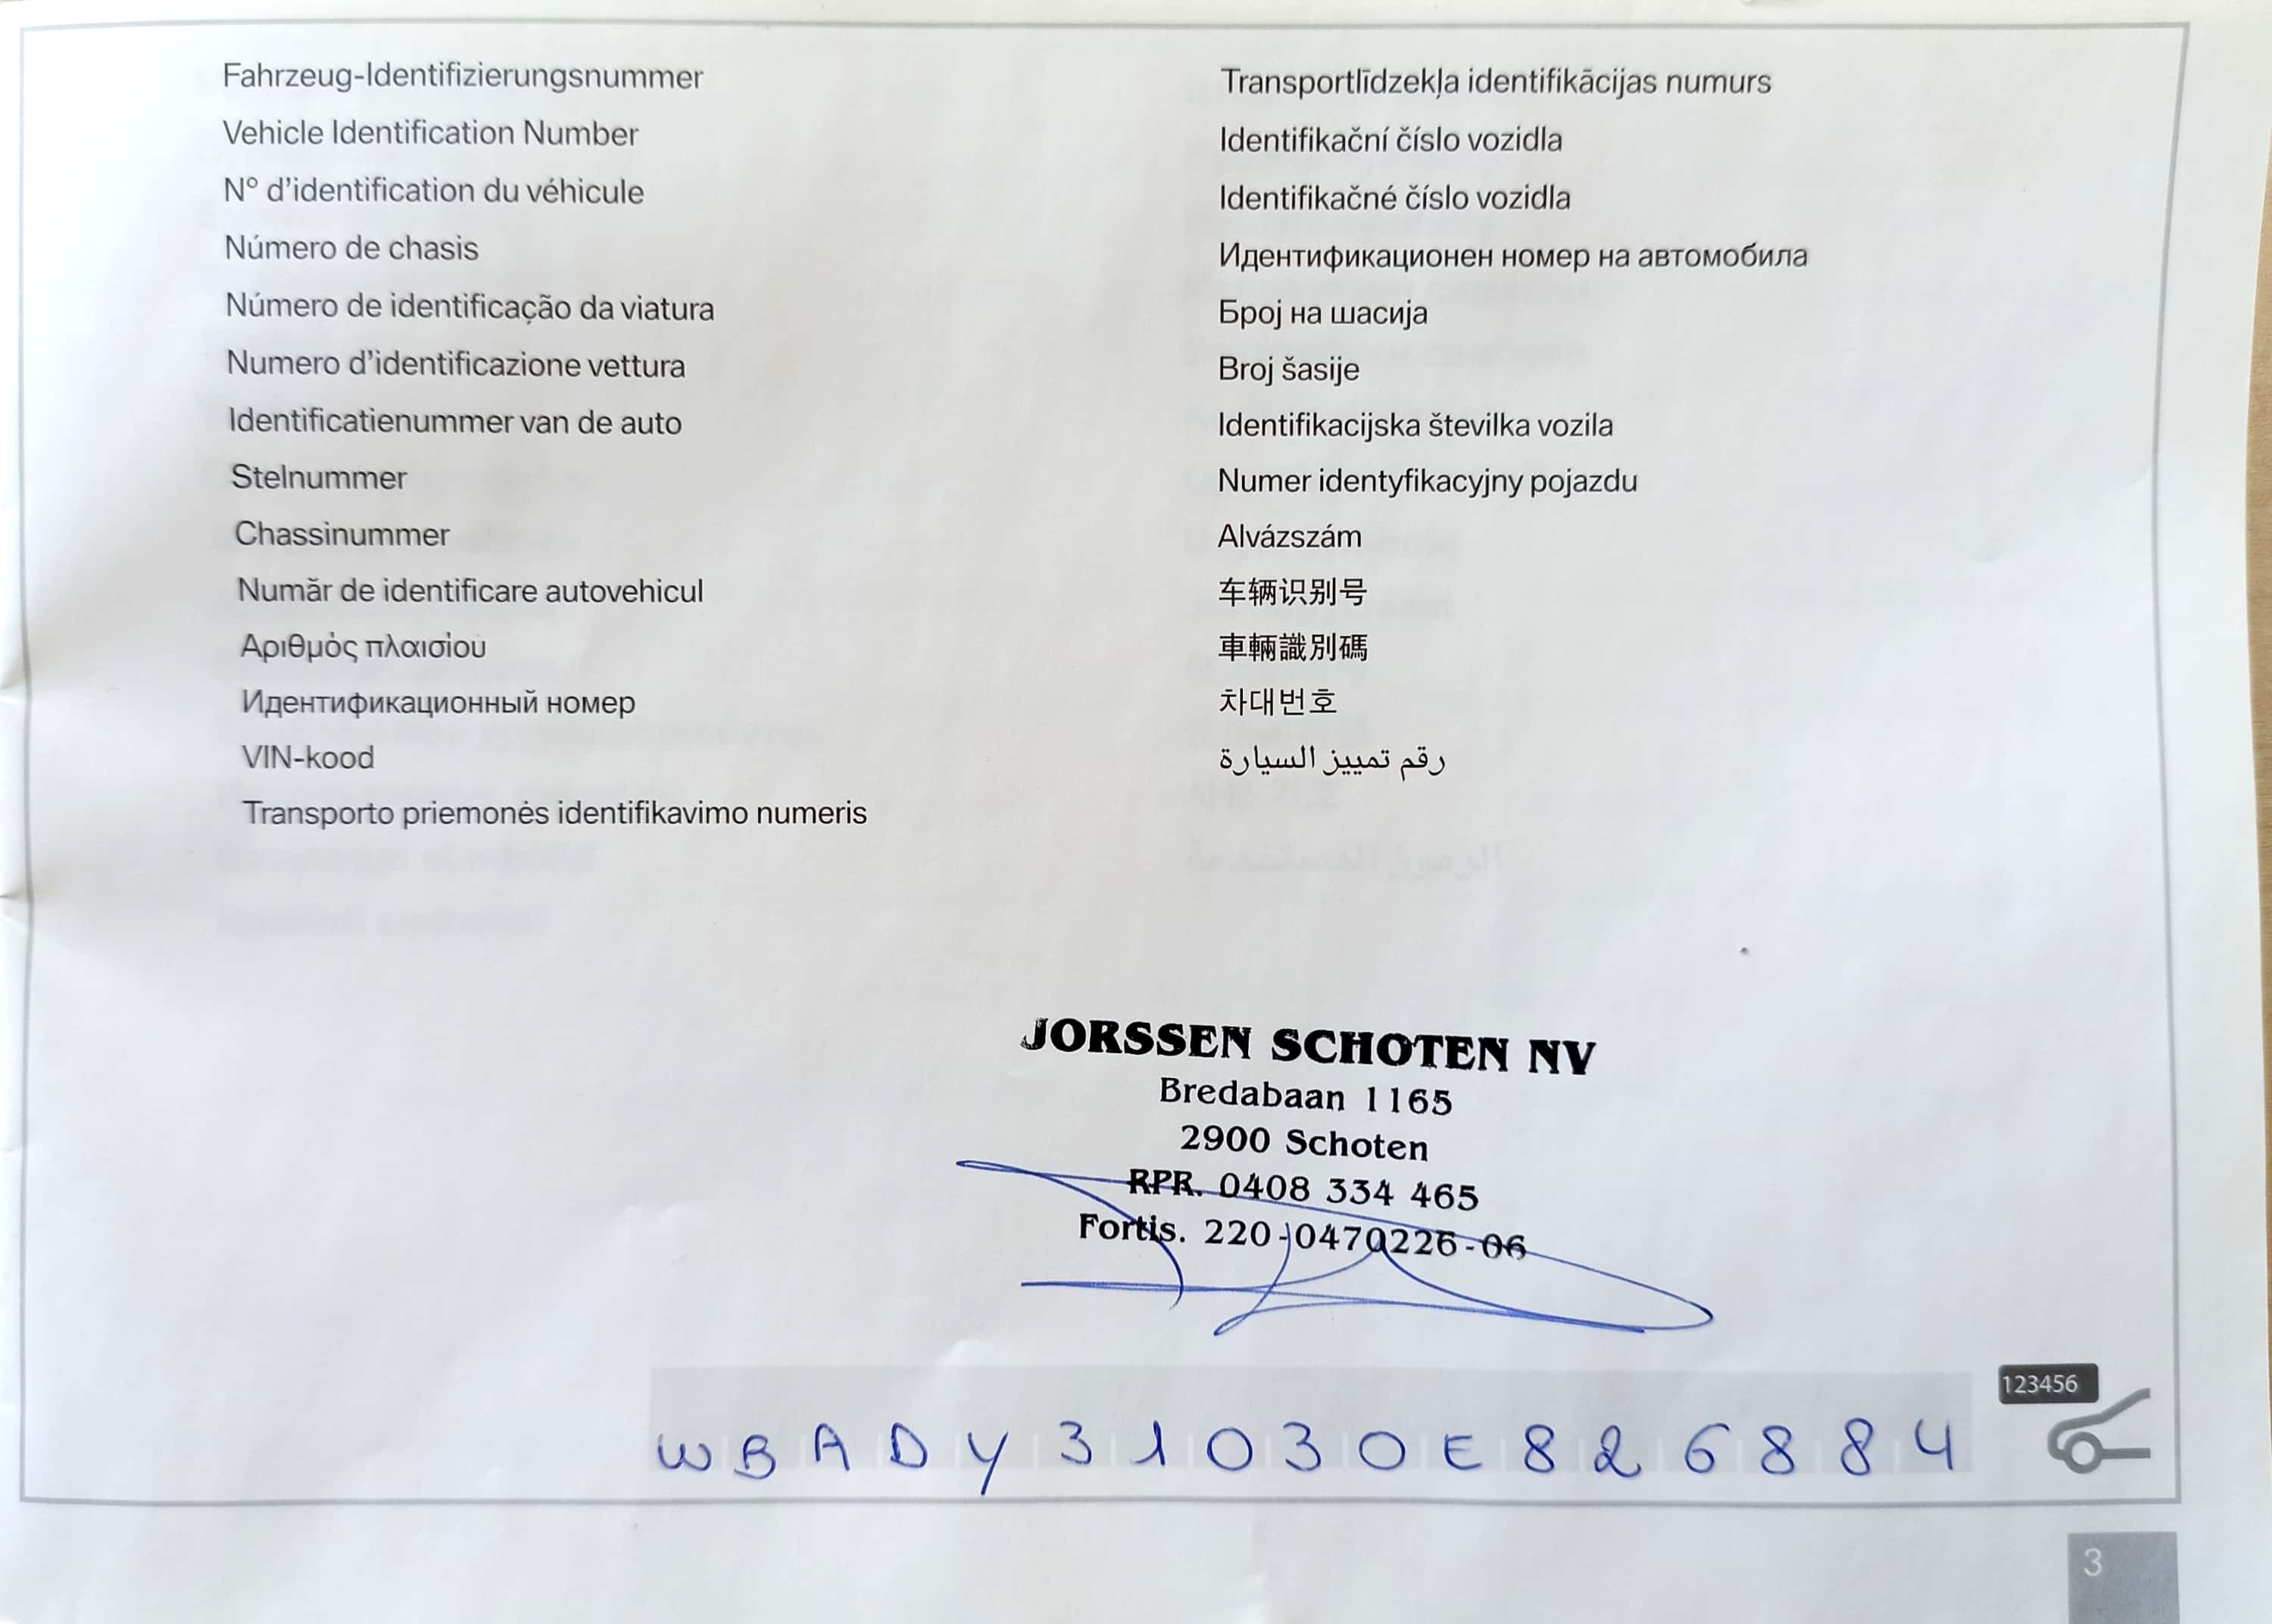 Fahrzeug-Identifizierungsnummer
Vehicle Identification Number
N° d'identification du véhicule
Número de chasis
Número de identificação da viatura
Numero d'identificazione vettura
Identificatienummer van de auto
Stelnummer
Chassinummer
Număr de identificare autovehicul
Αριθμός πλαισίου
Идентификационный номер
VIN-kood
Transporto priemonės identifikavimo numeris
Transportlīdzekļa identifikācijas numurs
Identifikační číslo vozidla
Identifikačné číslo vozidla
Идентификационен номер на автомобила
Број на шасија
Broj šasije
Identifikacijska številka vozila
Numer identyfikacyjny pojazdu
Alvázszám
车辆识别号
車輛識別碼
차대번호
رقم تمييز السيارة
JORSSEN SCHOTEN NV
Bredabaan 1165
2900 Schoten
RPR. 0408 334 465
Fortis. 220-0470226-06
123456
WBADY31030E826884
3